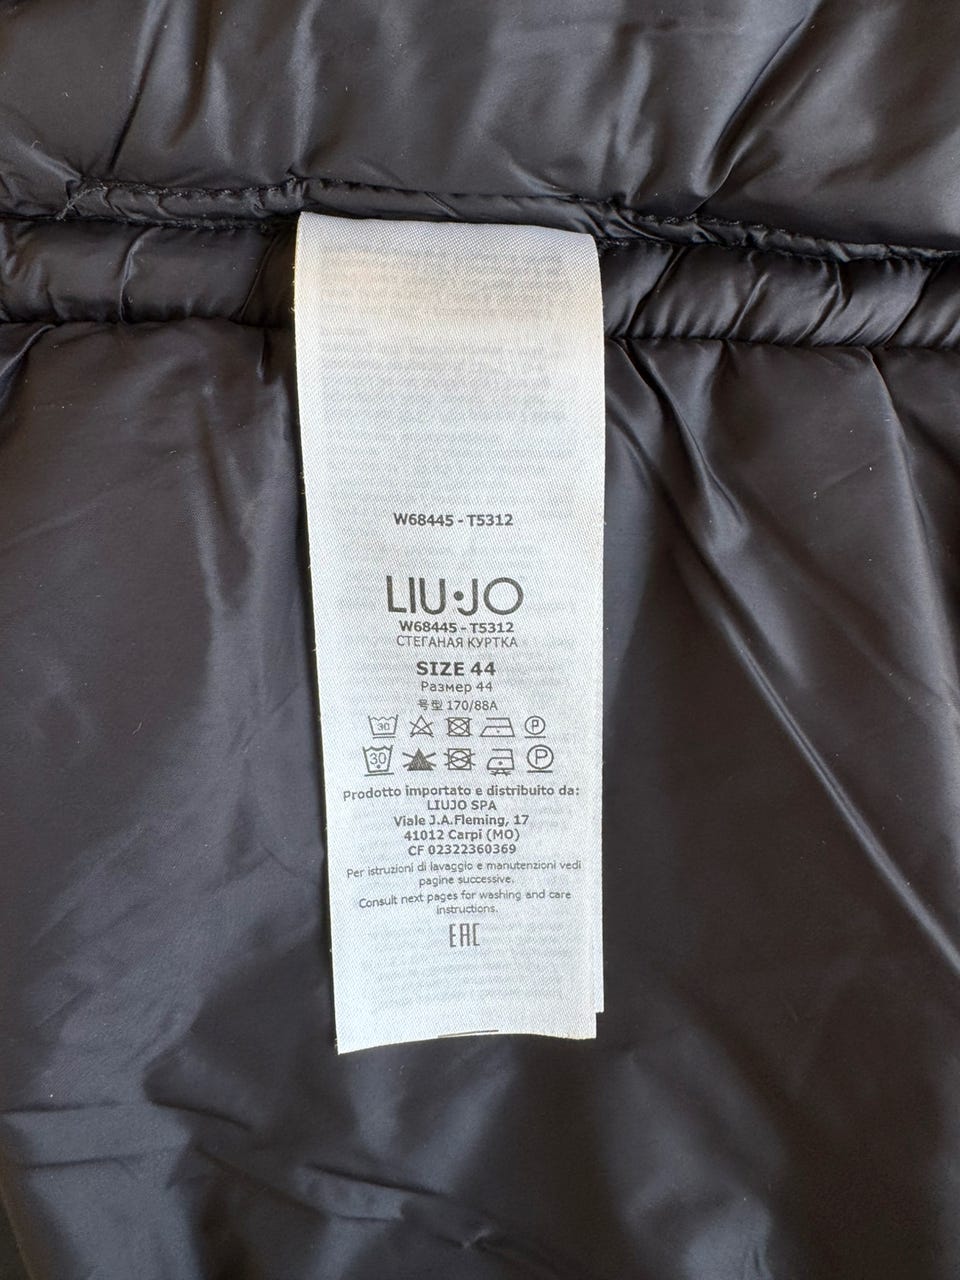 W68445 - T5312
LIU•JO
W68445 - T5312
СТЕГАНАЯ КУРТКА
SIZE 44
Размер 44
号型 170/88A
30 P
30 P
Prodotto importato e distribuito da:
LIUJO SPA
Viale J.A.Fleming, 17
41012 Carpi (MO)
CF 02322360369
Per istruzioni di lavaggio e manutenzioni vedi
pagine successive.
Consult next pages for washing and care
instructions.
EAC